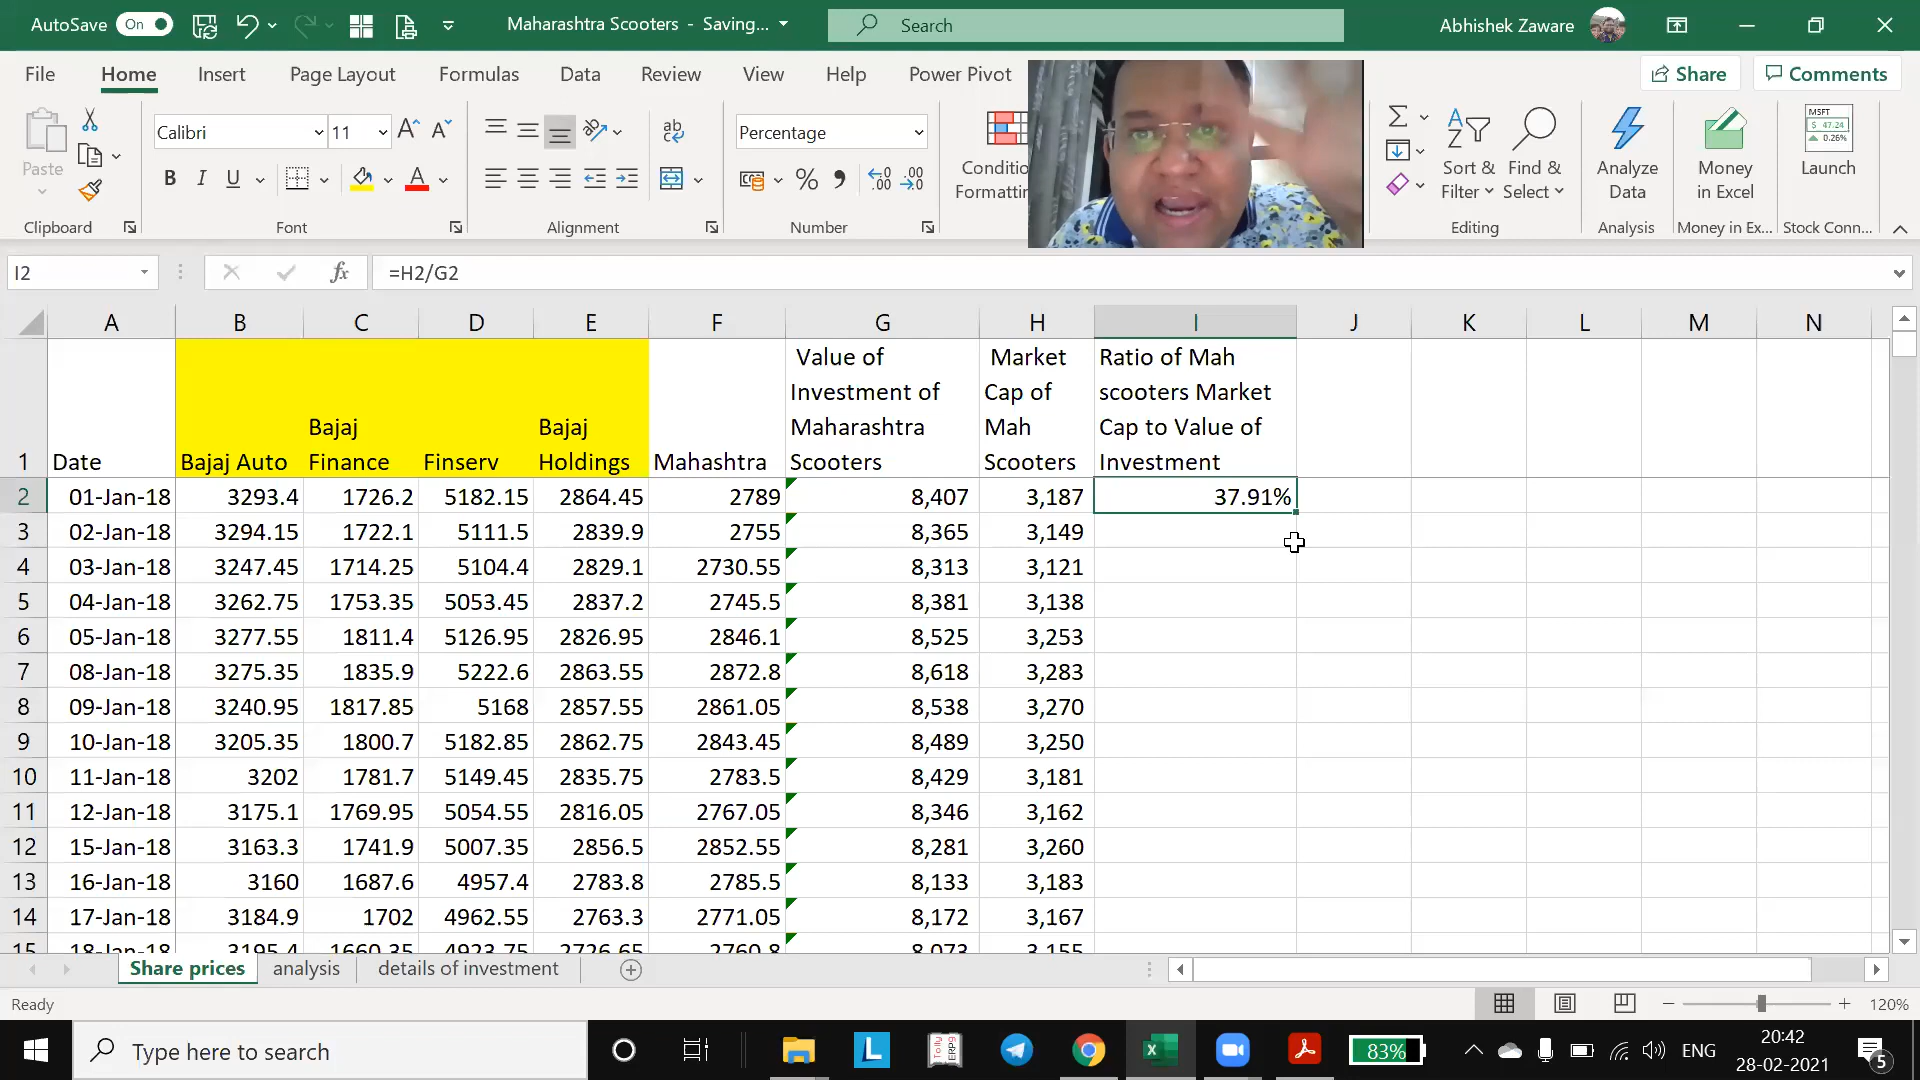 AutoSave On Maharashtra Scooters - Saving... Search Abhishek Zaware
File Home Insert Page Layout Formulas Data Review View Help Power Pivot Share Comments
Paste Calibri 11 B I U ab Percentage % Conditio
Formattin
Sort & Filter Find & Select Analyze Data Money in Excel MSFT $ 47.24 0.26% Launch
Clipboard Font Alignment Number Editing Analysis Money in Ex... Stock Conn...
I2 fx =H2/G2
A B C D E F G H I J K L M N
1 Date Bajaj Auto Bajaj Finance Finserv Bajaj Holdings Mahashtra Value of Investment of Maharashtra Scooters Market Cap of Mah Scooters Ratio of Mah scooters Market Cap to Value of Investment
2 01-Jan-18 3293.4 1726.2 5182.15 2864.45 2789 8,407 3,187 37.91%
3 02-Jan-18 3294.15 1722.1 5111.5 2839.9 2755 8,365 3,149
4 03-Jan-18 3247.45 1714.25 5104.4 2829.1 2730.55 8,313 3,121
5 04-Jan-18 3262.75 1753.35 5053.45 2837.2 2745.5 8,381 3,138
6 05-Jan-18 3277.55 1811.4 5126.95 2826.95 2846.1 8,525 3,253
7 08-Jan-18 3275.35 1835.9 5222.6 2863.55 2872.8 8,618 3,283
8 09-Jan-18 3240.95 1817.85 5168 2857.55 2861.05 8,538 3,270
9 10-Jan-18 3205.35 1800.7 5182.85 2862.75 2843.45 8,489 3,250
10 11-Jan-18 3202 1781.7 5149.45 2835.75 2783.5 8,429 3,181
11 12-Jan-18 3175.1 1769.95 5054.55 2816.05 2767.05 8,346 3,162
12 15-Jan-18 3163.3 1741.9 5007.35 2856.5 2852.55 8,281 3,260
13 16-Jan-18 3160 1687.6 4957.4 2783.8 2785.5 8,133 3,183
14 17-Jan-18 3184.9 1702 4962.55 2763.3 2771.05 8,172 3,167
15 18-Jan-18 3195.4 1660.35 4923.75 2726.65 2760.8 8,073 3,155
Share prices analysis details of investment
Ready 120%
Type here to search L 83% ENG 20:42
28-02-2021 5